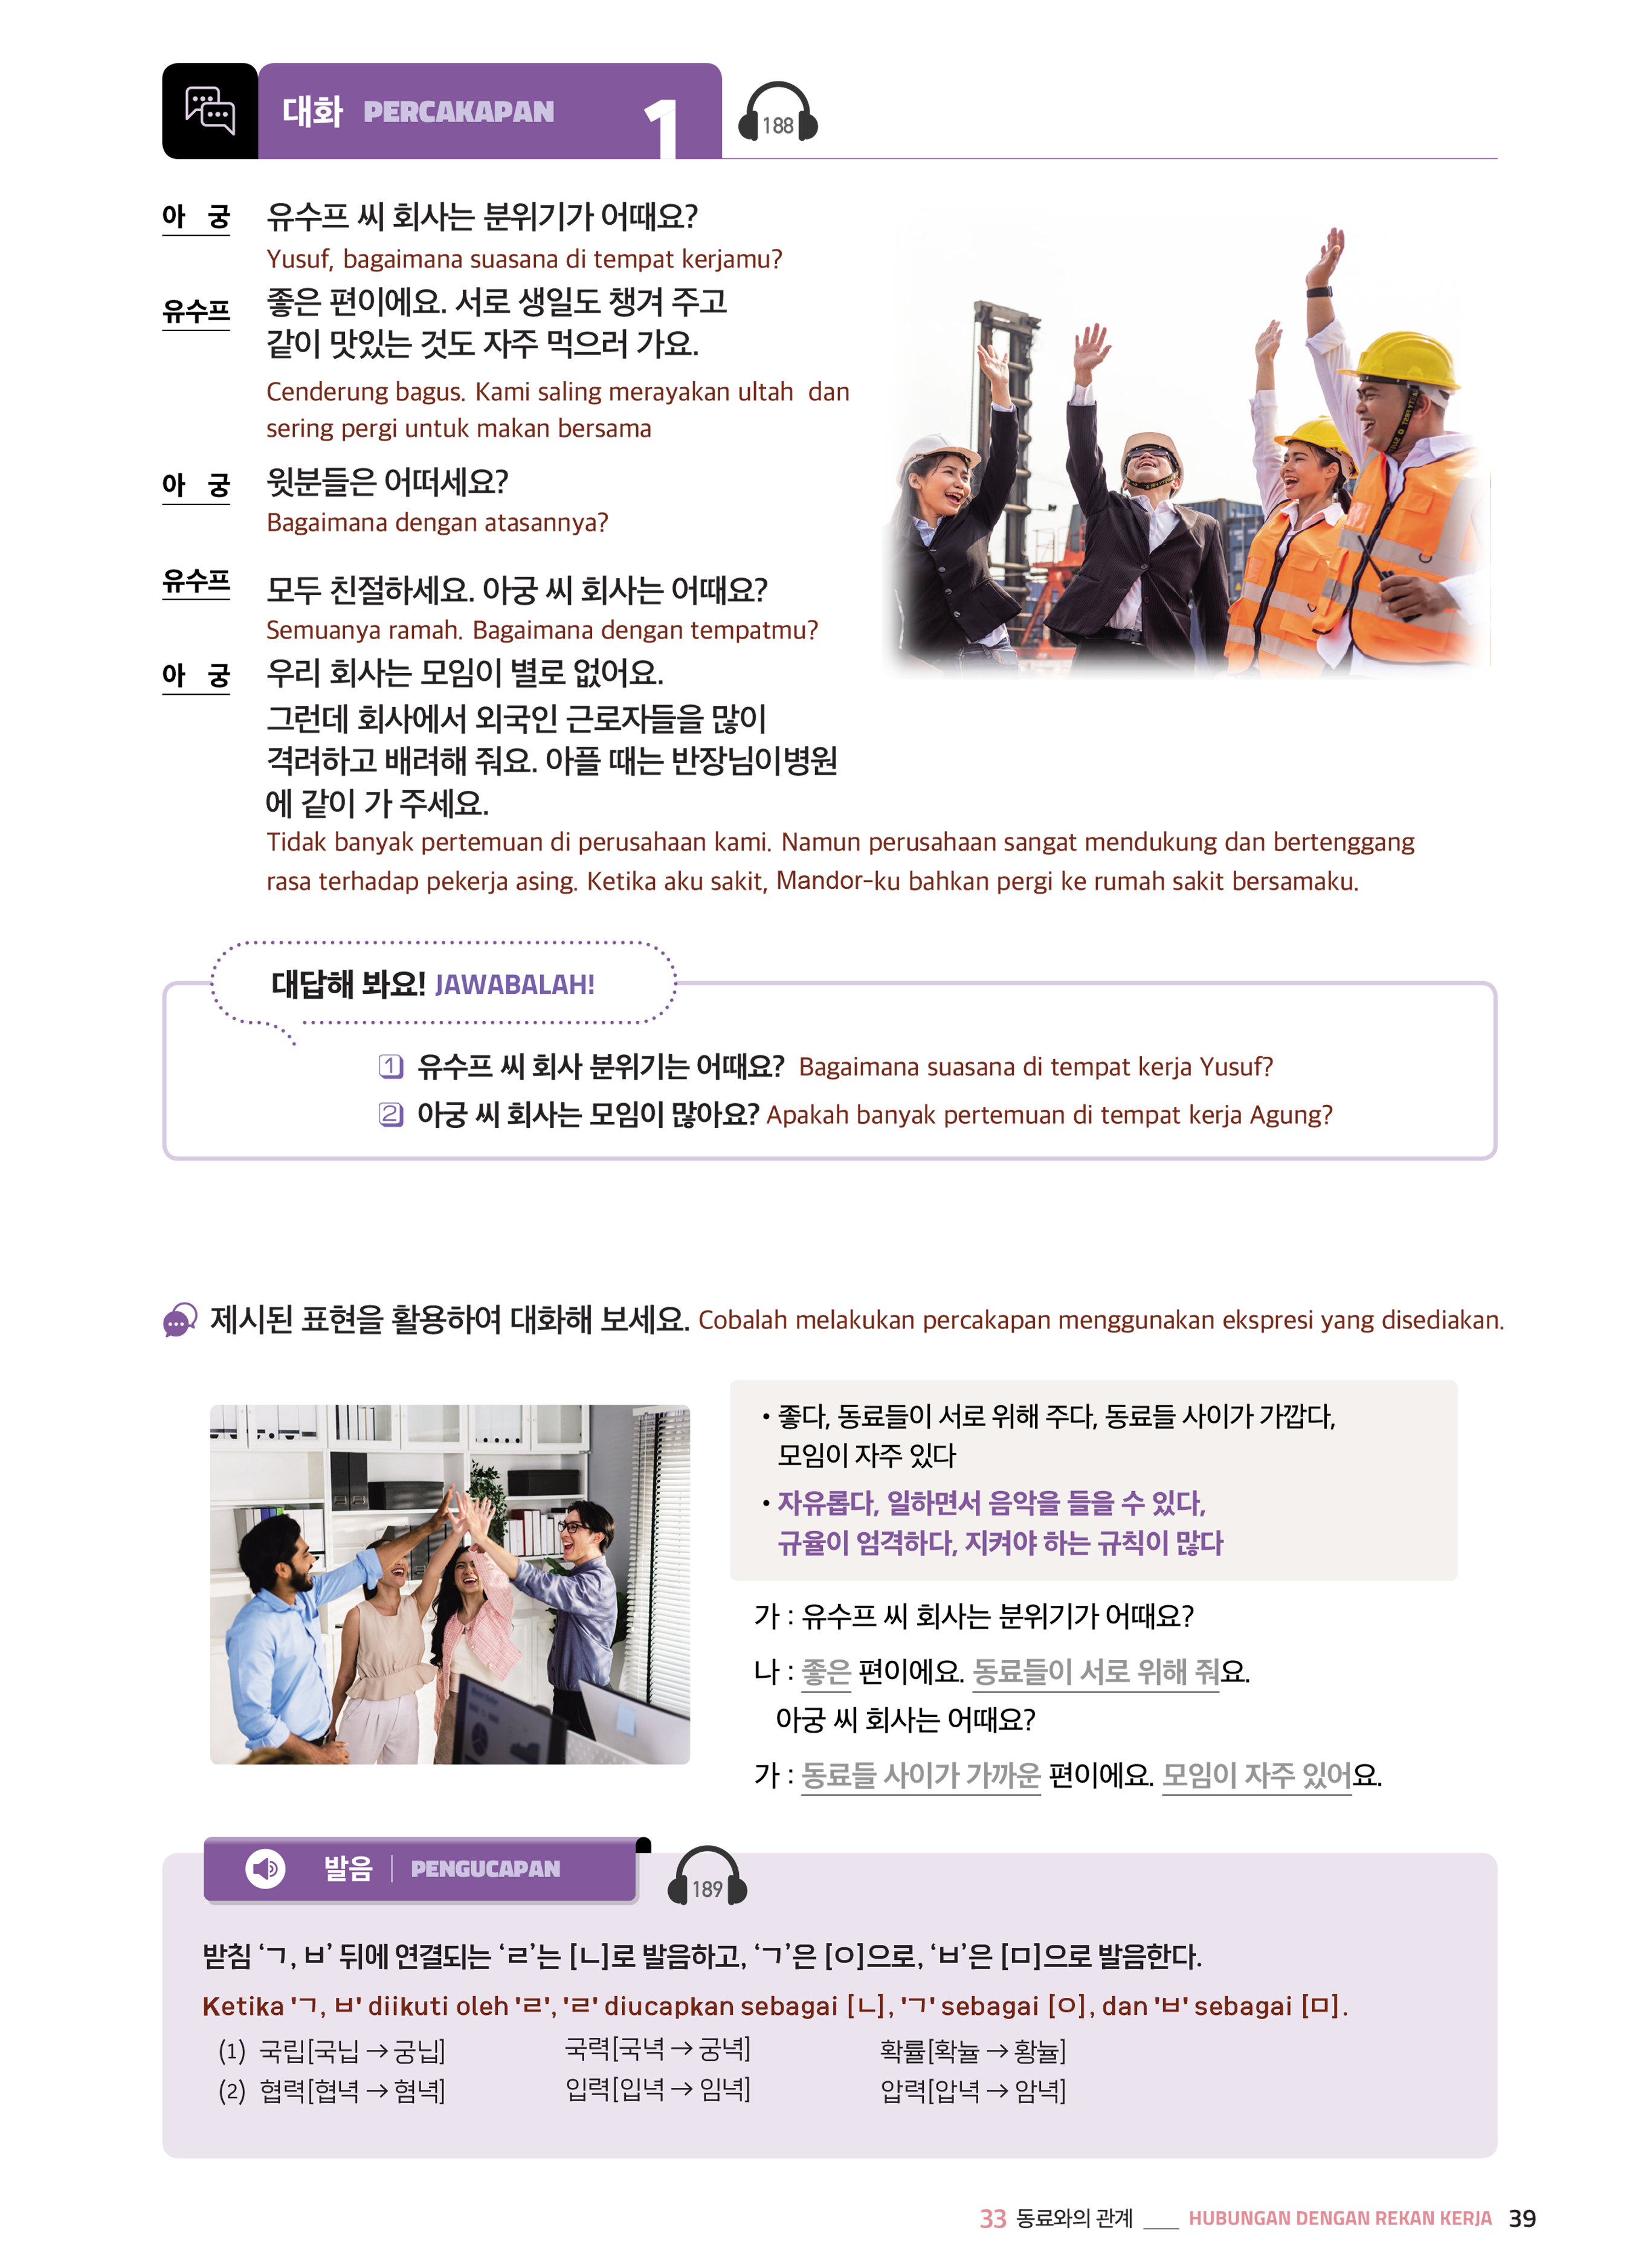 대화 PERCAKAPAN 1 188
아 궁 유수프 씨 회사는 분위기가 어때요?
Yusuf, bagaimana suasana di tempat kerjamu?
유수프 좋은 편이에요. 서로 생일도 챙겨 주고
같이 맛있는 것도 자주 먹으러 가요.
Cenderung bagus. Kami saling merayakan ultah dan
sering pergi untuk makan bersama
아 궁 윗분들은 어떠세요?
Bagaimana dengan atasannya?
유수프 모두 친절하세요. 아궁 씨 회사는 어때요?
Semuanya ramah. Bagaimana dengan tempatmu?
아 궁 우리 회사는 모임이 별로 없어요.
그런데 회사에서 외국인 근로자들을 많이
격려하고 배려해 줘요. 아플 때는 반장님이병원
에 같이 가 주세요.
Tidak banyak pertemuan di perusahaan kami. Namun perusahaan sangat mendukung dan bertenggang
rasa terhadap pekerja asing. Ketika aku sakit, Mandor-ku bahkan pergi ke rumah sakit bersamaku.
대답해 봐요! JAWABALAH!
1 유수프 씨 회사 분위기는 어때요? Bagaimana suasana di tempat kerja Yusuf?
2 아궁 씨 회사는 모임이 많아요? Apakah banyak pertemuan di tempat kerja Agung?
제시된 표현을 활용하여 대화해 보세요. Cobalah melakukan percakapan menggunakan ekspresi yang disediakan.
• 좋다, 동료들이 서로 위해 주다, 동료들 사이가 가깝다,
모임이 자주 있다
• 자유롭다, 일하면서 음악을 들을 수 있다,
규율이 엄격하다, 지켜야 하는 규칙이 많다
가 : 유수프 씨 회사는 분위기가 어때요?
나 : 좋은 편이에요. 동료들이 서로 위해 줘요.
아궁 씨 회사는 어때요?
가 : 동료들 사이가 가까운 편이에요. 모임이 자주 있어요.
발음 PENGUCAPAN 189
받침 ‘ㄱ, ㅂ’ 뒤에 연결되는 ‘ㄹ’는 [ㄴ]로 발음하고, ‘ㄱ’은 [ㅇ]으로, ‘ㅂ’은 [ㅁ]으로 발음한다.
Ketika 'ㄱ, ㅂ' diikuti oleh 'ㄹ', 'ㄹ' diucapkan sebagai [ㄴ], 'ㄱ' sebagai [ㅇ], dan 'ㅂ' sebagai [ㅁ].
(1) 국립[국닙 → 궁닙] 국력[국녁 → 궁녁] 확률[확뉼 → 황뉼]
(2) 협력[협녁 → 혐녁] 입력[입녁 → 임녁] 압력[압녁 → 암녁]
33 동료와의 관계 ___ HUBUNGAN DENGAN REKAN KERJA 39